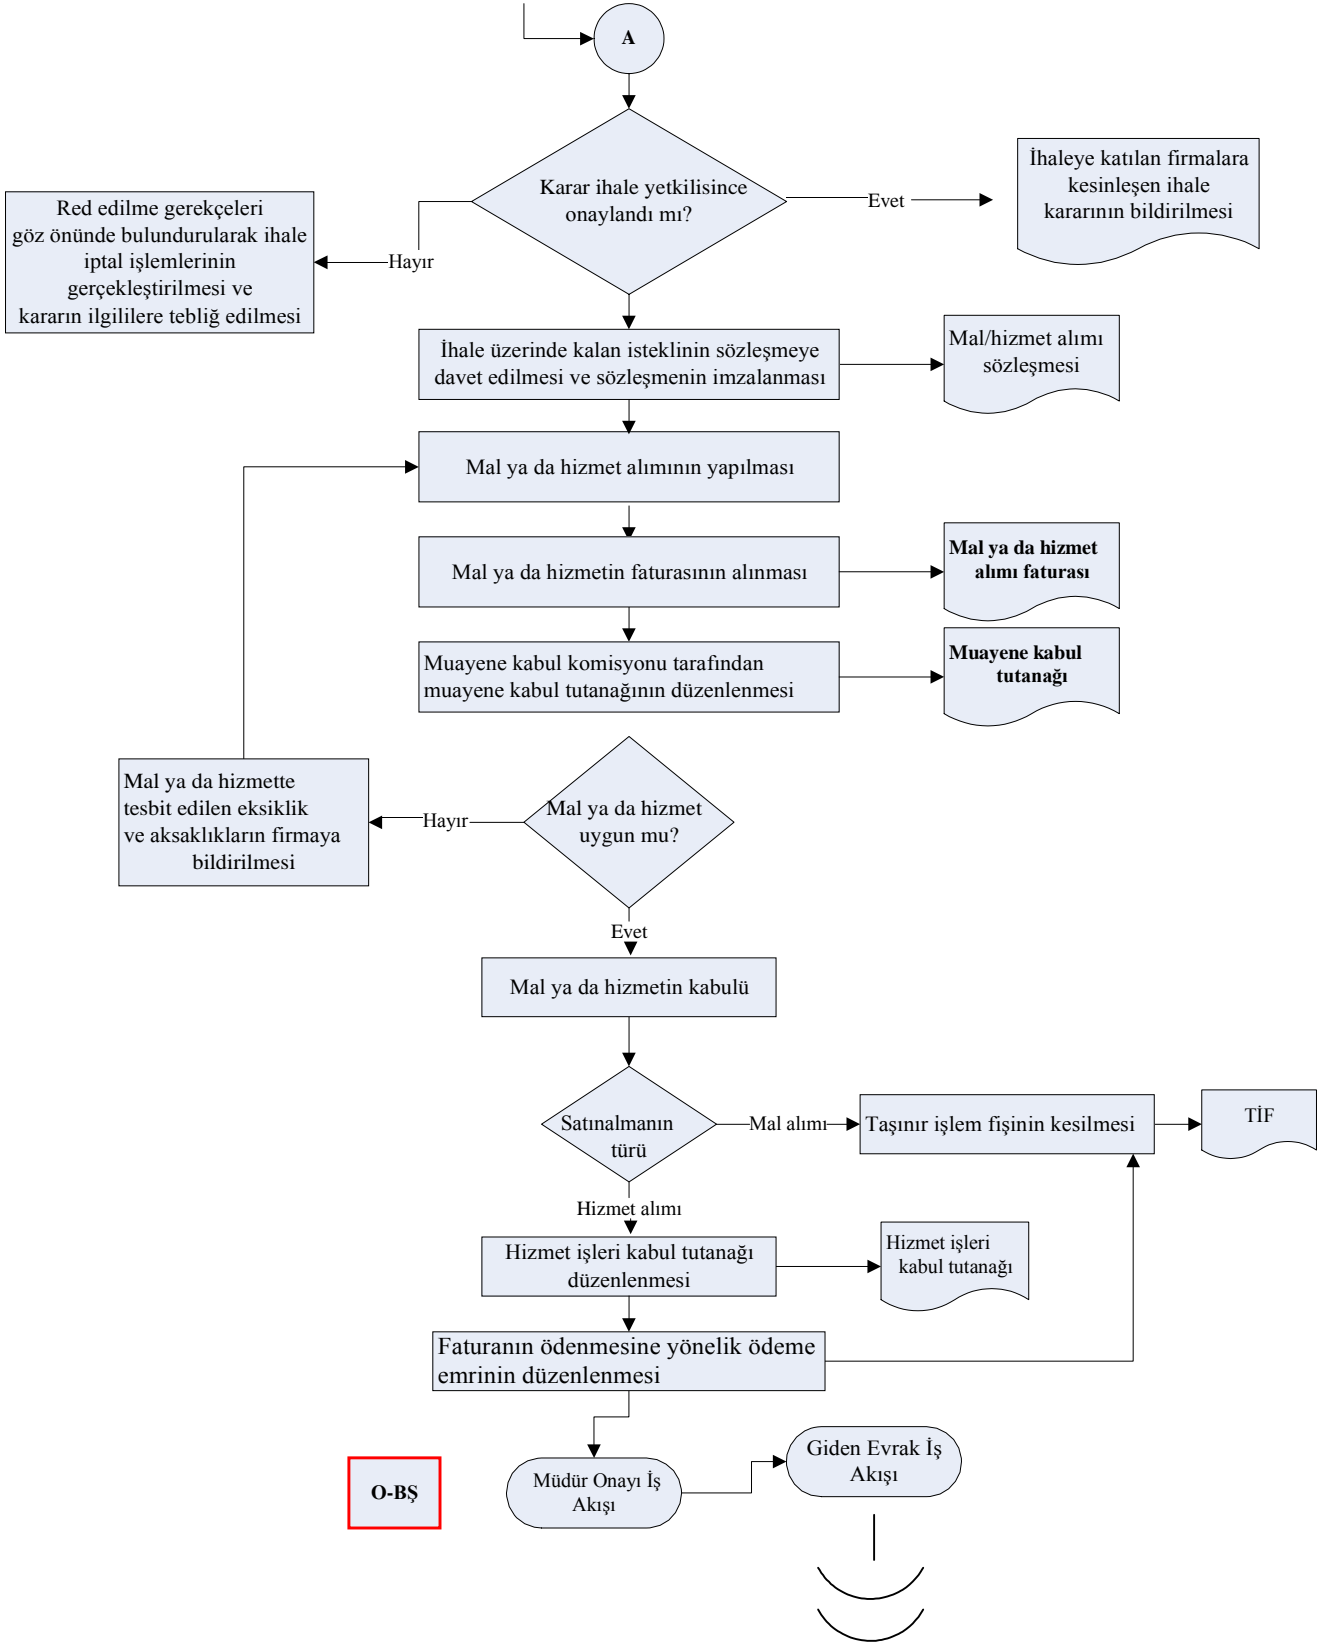 A
Karar ihale yetkilisince
onaylandı mı?
Evet
İhaleye katılan firmalara
kesinleşen ihale
kararının bildirilmesi
Hayır
Red edilme gerekçeleri
göz önünde bulundurularak ihale
iptal işlemlerinin
gerçekleştirilmesi ve
kararın ilgililere tebliğ edilmesi
İhale üzerinde kalan isteklinin sözleşmeye
davet edilmesi ve sözleşmenin imzalanması
Mal/hizmet alımı
sözleşmesi
Mal ya da hizmet alımının yapılması
Mal ya da hizmetin faturasının alınması
Mal ya da hizmet
alımı faturası
Muayene kabul komisyonu tarafından
muayene kabul tutanağının düzenlenmesi
Muayene kabul
tutanağı
Mal ya da hizmet
uygun mu?
Hayır
Mal ya da hizmette
tesbit edilen eksiklik
ve aksaklıkların firmaya
bildirilmesi
Evet
Mal ya da hizmetin kabulü
Satınalmanın
türü
Mal alımı
Taşınır işlem fişinin kesilmesi
TİF
Hizmet alımı
Hizmet işleri kabul tutanağı
düzenlenmesi
Hizmet işleri
kabul tutanağı
Faturanın ödenmesine yönelik ödeme
emrinin düzenlenmesi
O-BŞ
Müdür Onayı İş
Akışı
Giden Evrak İş
Akışı